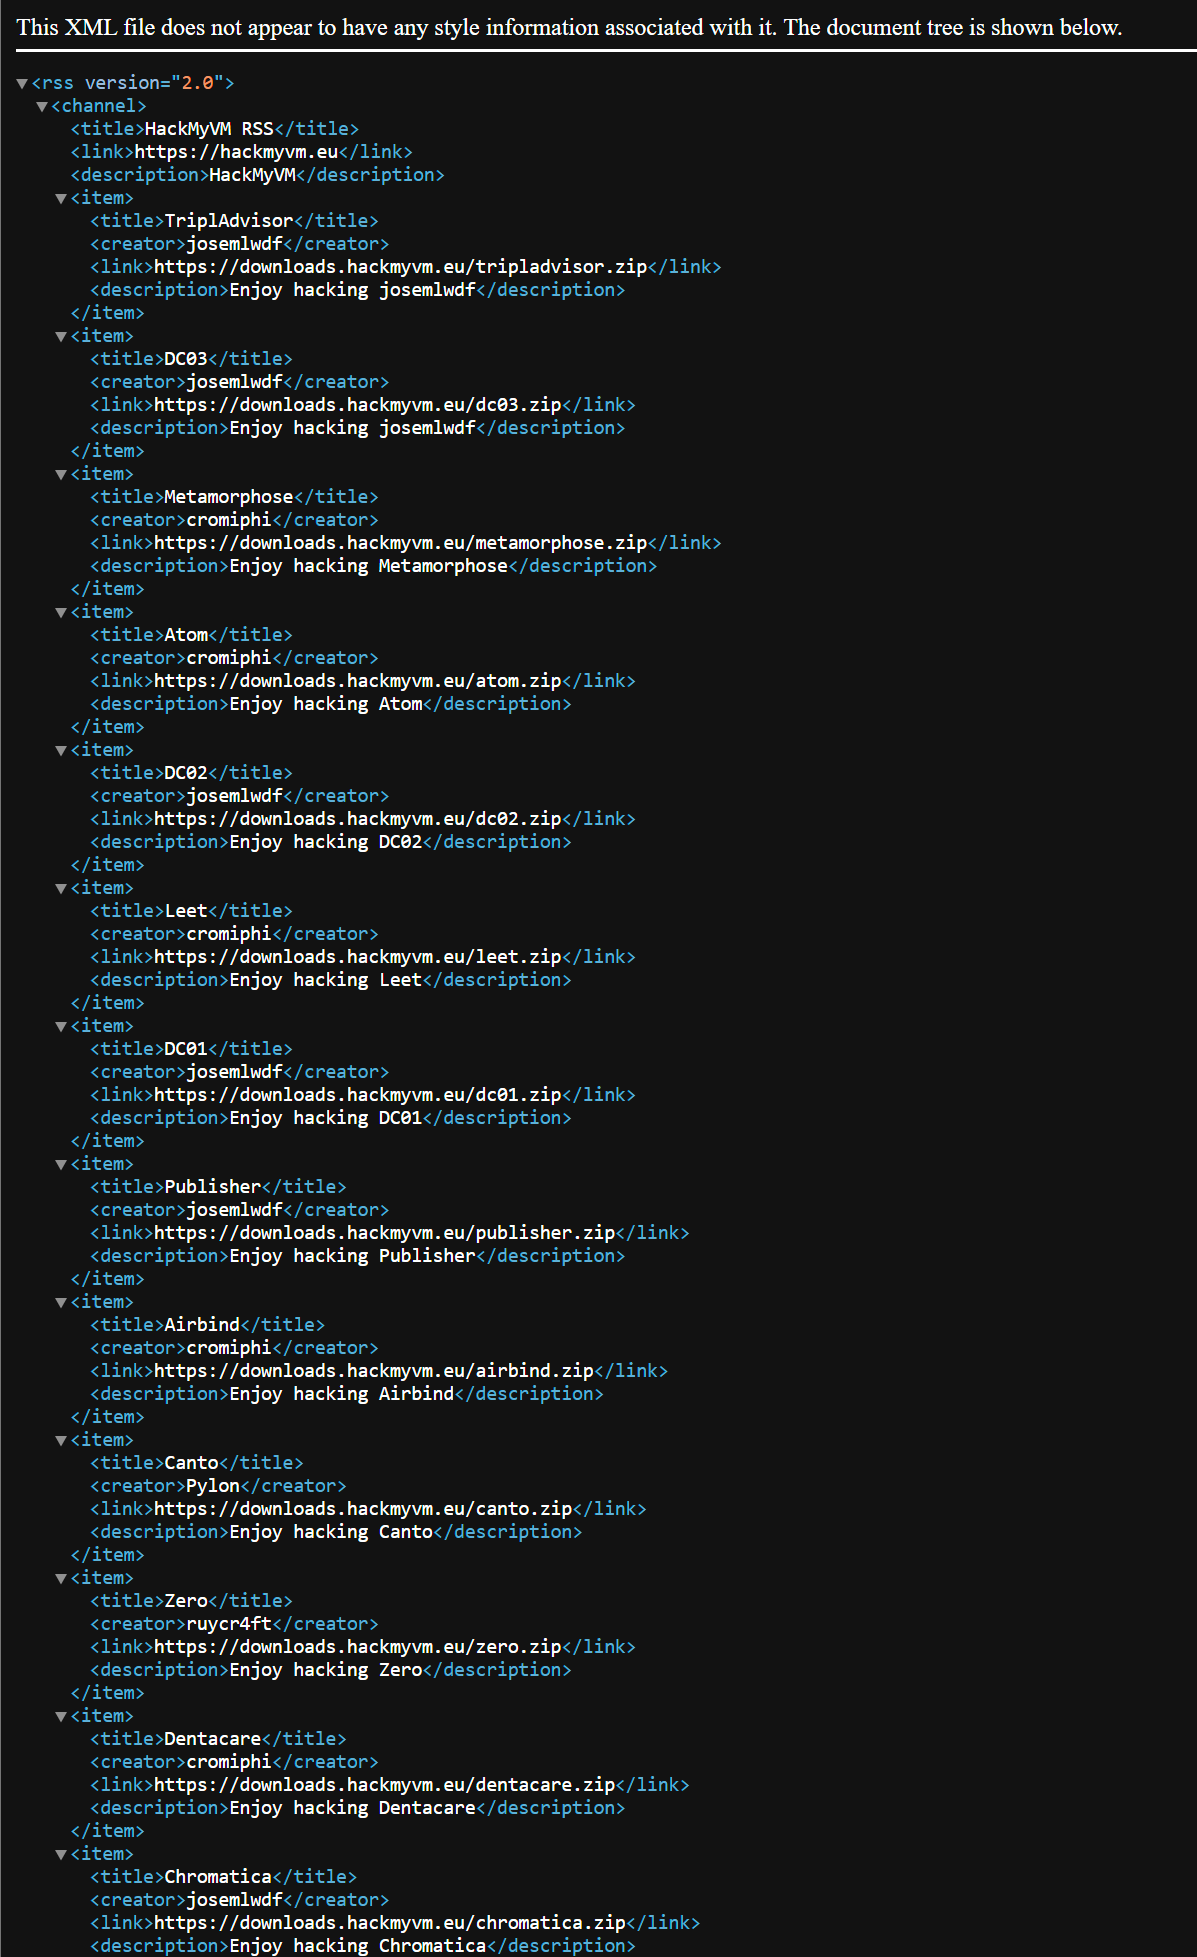 This XML file does not appear to have any style information associated with it. The document tree is shown below.
▼<rss version="2.0">
▼<channel>
<title>HackMyVM RSS</title>
<link>https://hackmyvm.eu</link>
<description>HackMyVM</description>
▼<item>
<title>TriplAdvisor</title>
<creator>josemlwdf</creator>
<link>https://downloads.hackmyvm.eu/tripladvisor.zip</link>
<description>Enjoy hacking josemlwdf</description>
</item>
▼<item>
<title>DC03</title>
<creator>josemlwdf</creator>
<link>https://downloads.hackmyvm.eu/dc03.zip</link>
<description>Enjoy hacking josemlwdf</description>
</item>
▼<item>
<title>Metamorphose</title>
<creator>cromiphi</creator>
<link>https://downloads.hackmyvm.eu/metamorphose.zip</link>
<description>Enjoy hacking Metamorphose</description>
</item>
▼<item>
<title>Atom</title>
<creator>cromiphi</creator>
<link>https://downloads.hackmyvm.eu/atom.zip</link>
<description>Enjoy hacking Atom</description>
</item>
▼<item>
<title>DC02</title>
<creator>josemlwdf</creator>
<link>https://downloads.hackmyvm.eu/dc02.zip</link>
<description>Enjoy hacking DC02</description>
</item>
▼<item>
<title>Leet</title>
<creator>cromiphi</creator>
<link>https://downloads.hackmyvm.eu/leet.zip</link>
<description>Enjoy hacking Leet</description>
</item>
▼<item>
<title>DC01</title>
<creator>josemlwdf</creator>
<link>https://downloads.hackmyvm.eu/dc01.zip</link>
<description>Enjoy hacking DC01</description>
</item>
▼<item>
<title>Publisher</title>
<creator>josemlwdf</creator>
<link>https://downloads.hackmyvm.eu/publisher.zip</link>
<description>Enjoy hacking Publisher</description>
</item>
▼<item>
<title>Airbind</title>
<creator>cromiphi</creator>
<link>https://downloads.hackmyvm.eu/airbind.zip</link>
<description>Enjoy hacking Airbind</description>
</item>
▼<item>
<title>Canto</title>
<creator>Pylon</creator>
<link>https://downloads.hackmyvm.eu/canto.zip</link>
<description>Enjoy hacking Canto</description>
</item>
▼<item>
<title>Zero</title>
<creator>ruycr4ft</creator>
<link>https://downloads.hackmyvm.eu/zero.zip</link>
<description>Enjoy hacking Zero</description>
</item>
▼<item>
<title>Dentacare</title>
<creator>cromiphi</creator>
<link>https://downloads.hackmyvm.eu/dentacare.zip</link>
<description>Enjoy hacking Dentacare</description>
</item>
▼<item>
<title>Chromatica</title>
<creator>josemlwdf</creator>
<link>https://downloads.hackmyvm.eu/chromatica.zip</link>
<description>Enjoy hacking Chromatica</description>